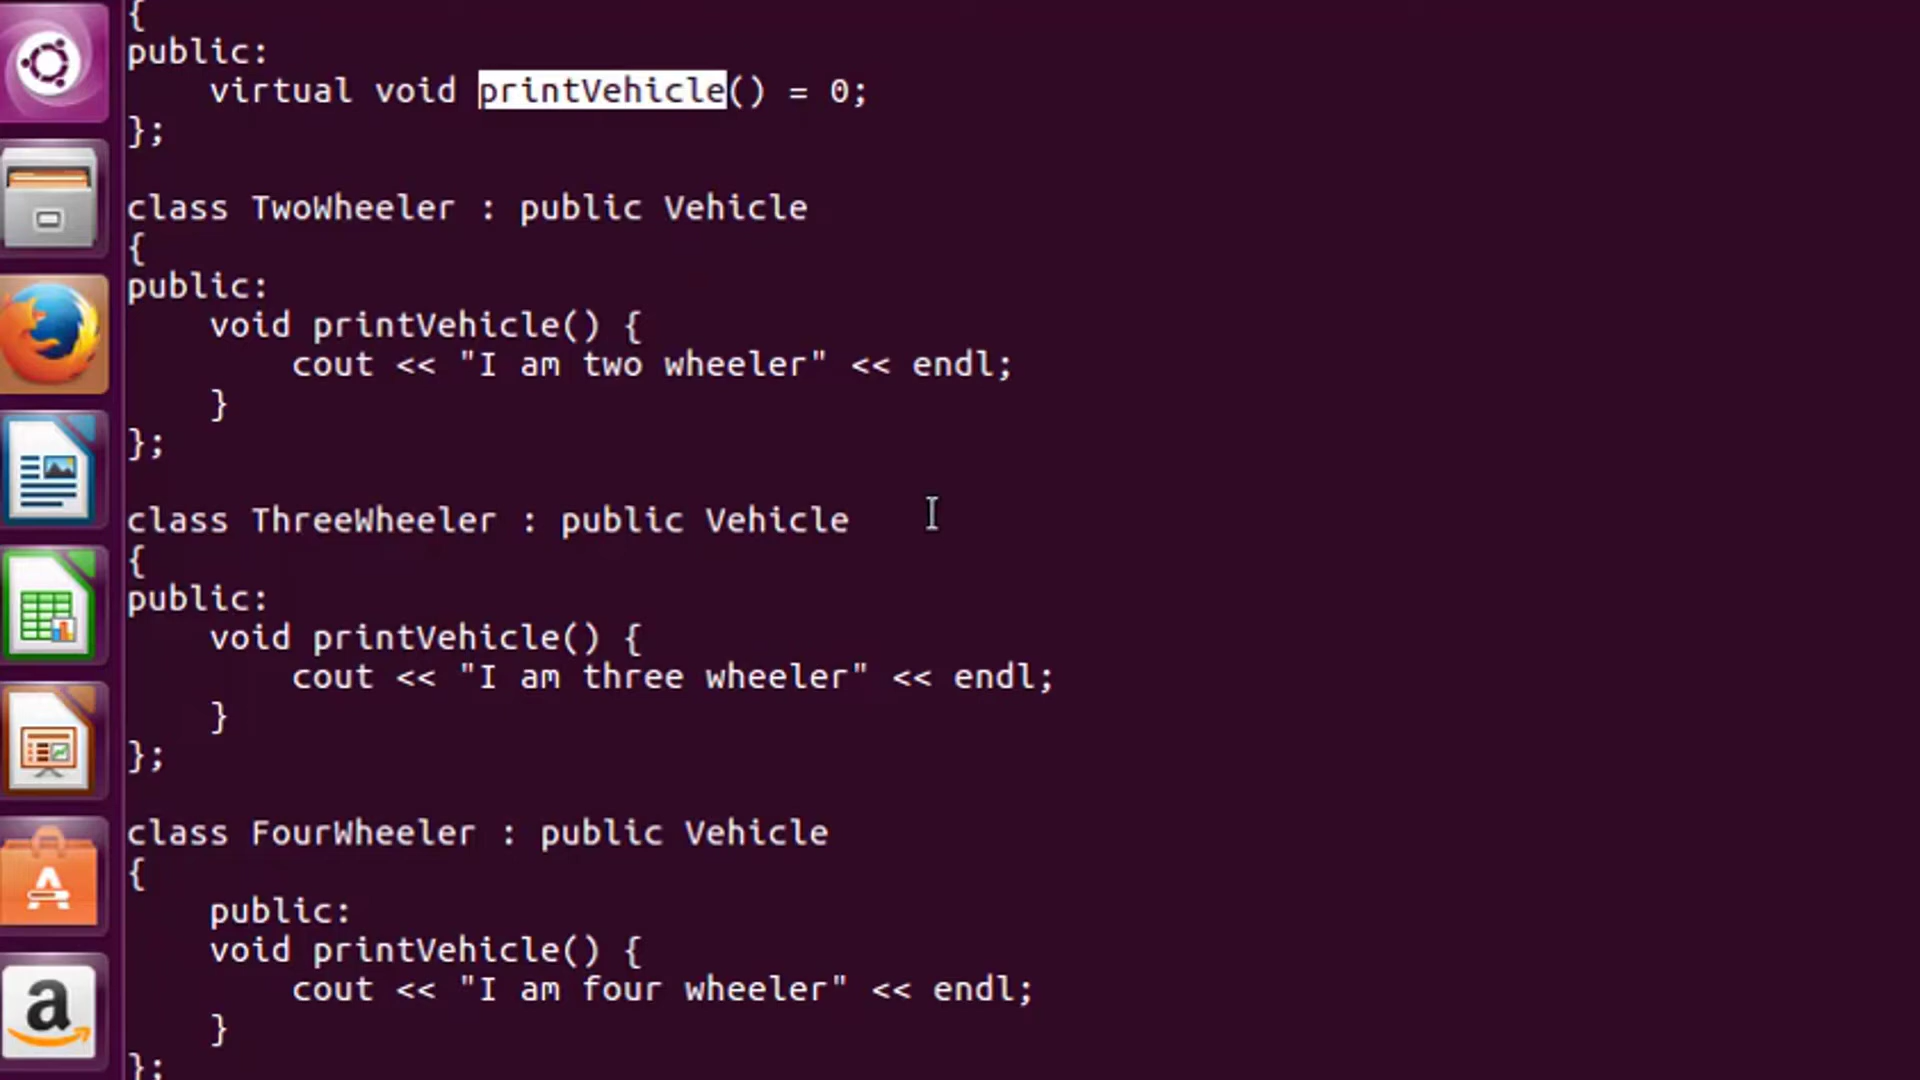 {
public:
    virtual void printVehicle() = 0;
};

class TwoWheeler : public Vehicle
{
public:
    void printVehicle() {
        cout << "I am two wheeler" << endl;
    }
};

class ThreeWheeler : public Vehicle
{
public:
    void printVehicle() {
        cout << "I am three wheeler" << endl;
    }
};

class FourWheeler : public Vehicle
{
    public:
    void printVehicle() {
        cout << "I am four wheeler" << endl;
    }
};